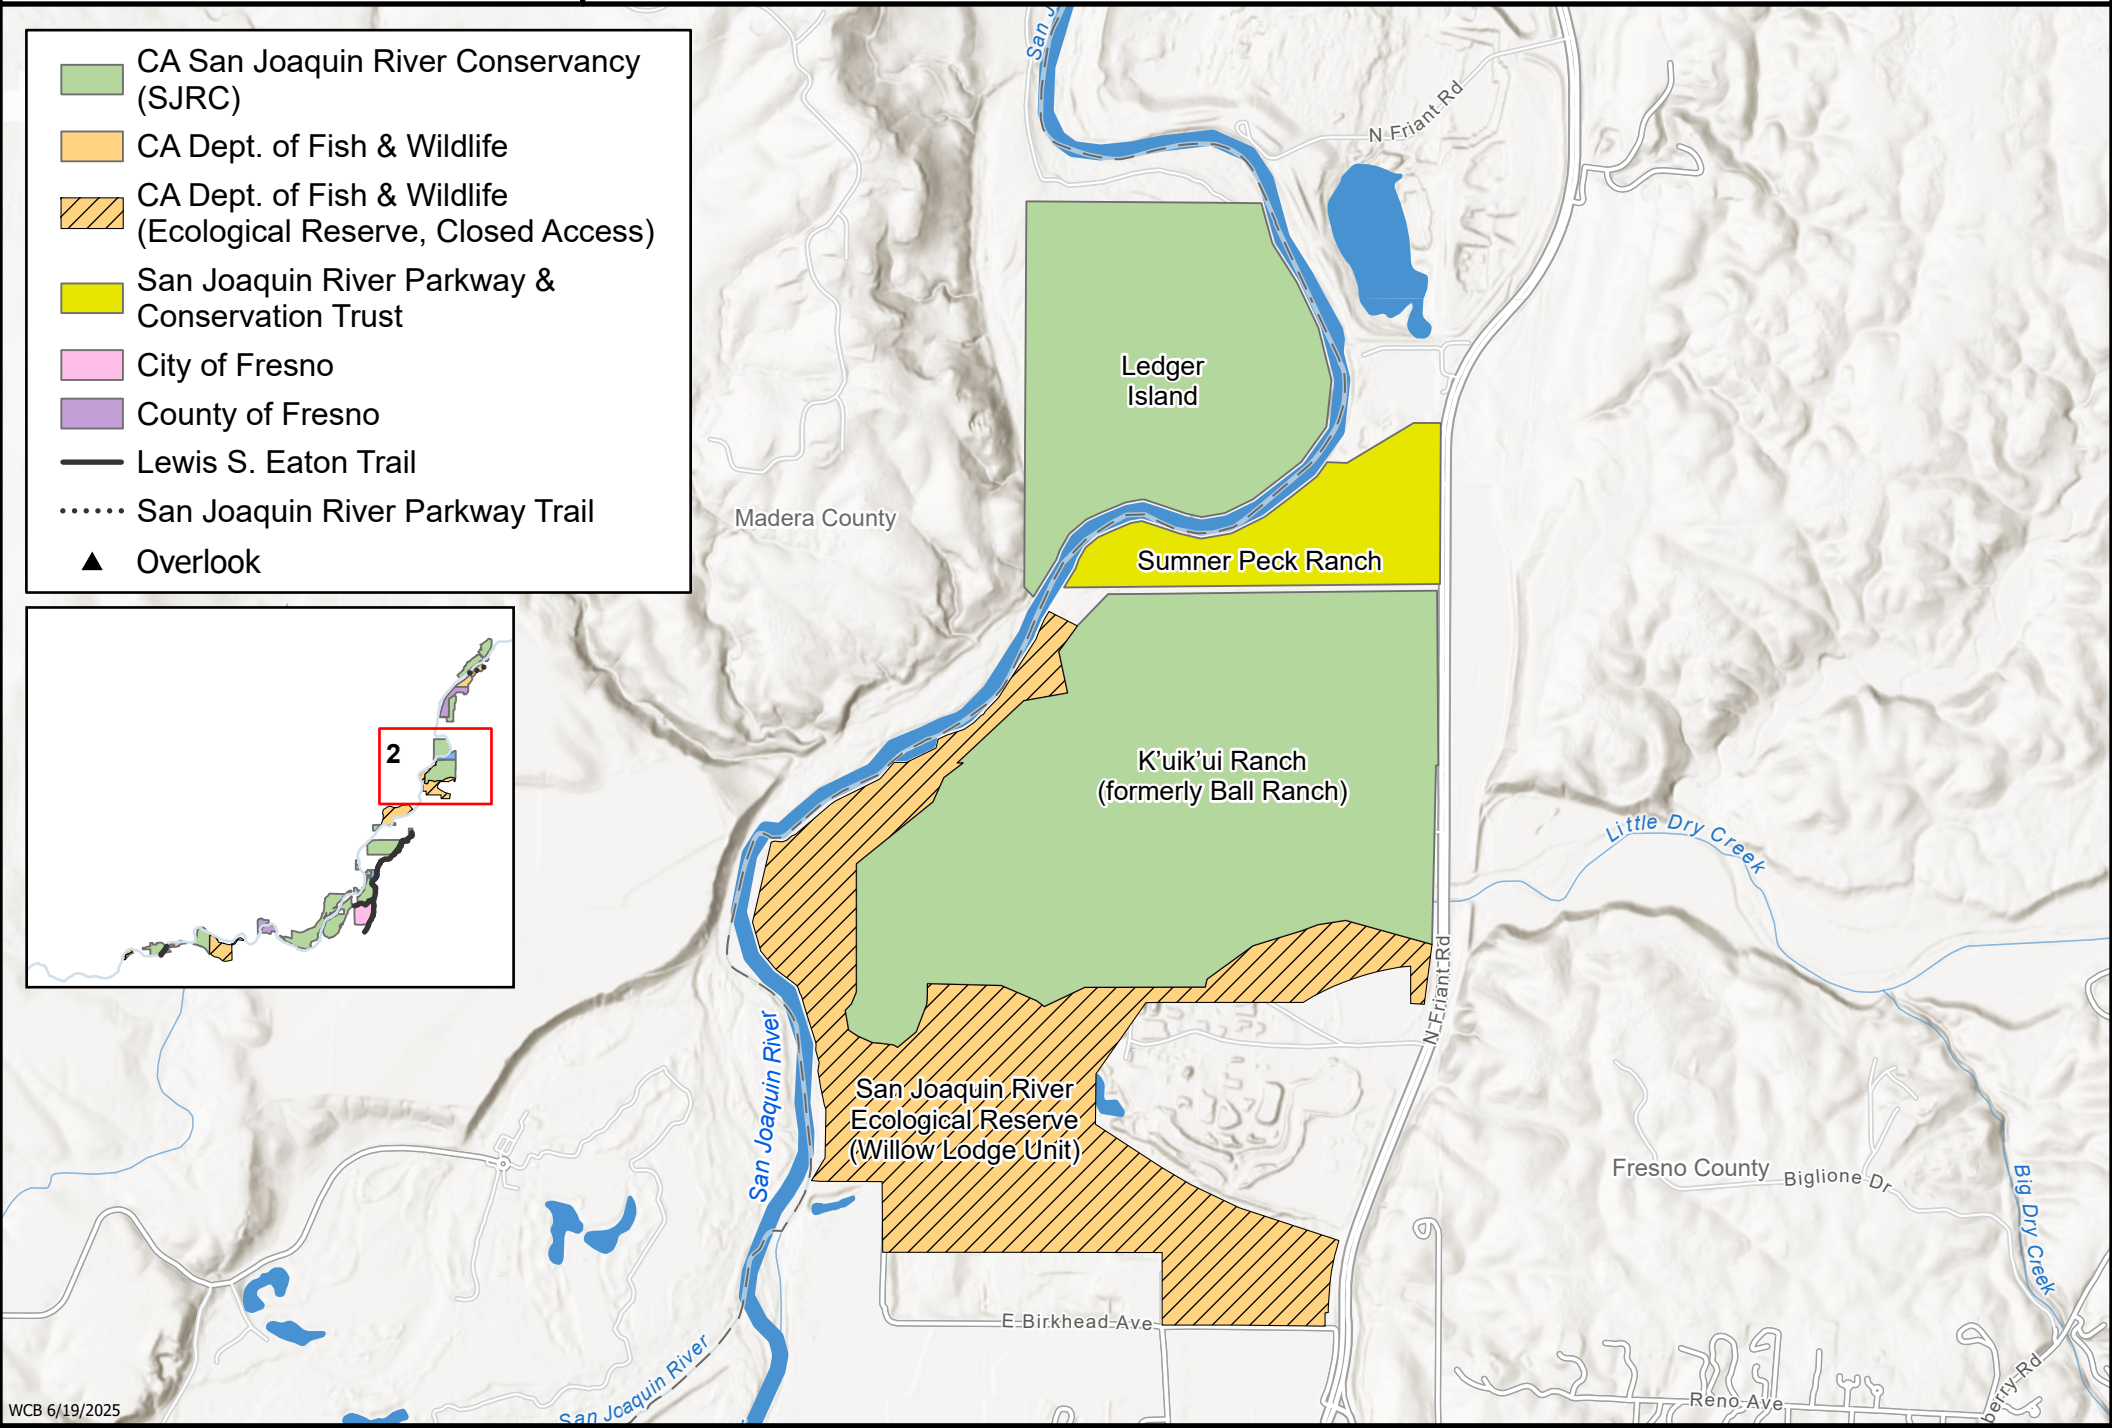 CA San Joaquin River Conservancy
(SJRC)
CA Dept. of Fish & Wildlife
CA Dept. of Fish & Wildlife
(Ecological Reserve, Closed Access)
San Joaquin River Parkway &
Conservation Trust
City of Fresno
County of Fresno
Lewis S. Eaton Trail
San Joaquin River Parkway Trail
Overlook
2
San J
N Friant Rd
Ledger
Island
Madera County
Sumner Peck Ranch
K'uik'ui Ranch
(formerly Ball Ranch)
Little Dry Creek
N Friant Rd
San Joaquin River
San Joaquin River
Ecological Reserve
(Willow Lodge Unit)
Fresno County
Biglione Dr
Big Dry Creek
E Birkhead Ave
San Joaquin River
Reno Ave
berry Rd
WCB 6/19/2025